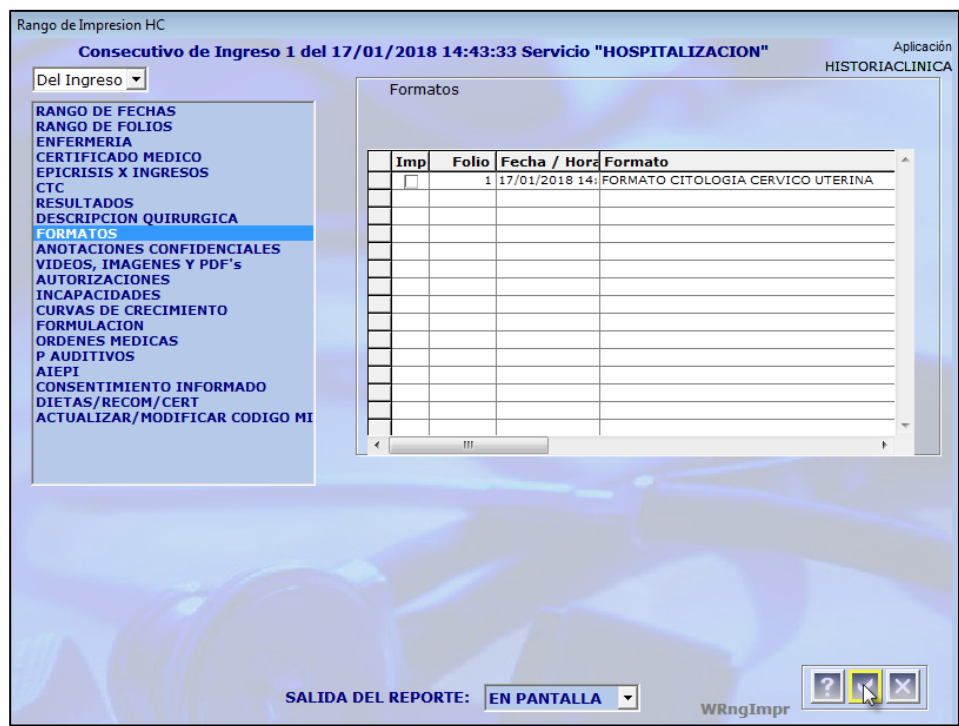 Rango de Impresion HC
Consecutivo de Ingreso 1 del 17/01/2018 14:43:33 Servicio "HOSPITALIZACION"
Aplicación
HISTORIACLINICA
Del Ingreso
RANGO DE FECHAS
RANGO DE FOLIOS
ENFERMERIA
CERTIFICADO MEDICO
EPICRISIS X INGRESOS
CTC
RESULTADOS
DESCRIPCION QUIRURGICA
FORMATOS
ANOTACIONES CONFIDENCIALES
VIDEOS, IMAGENES Y PDF's
AUTORIZACIONES
INCAPACIDADES
CURVAS DE CRECIMIENTO
FORMULACION
ORDENES MEDICAS
P AUDITIVOS
AIEPI
CONSENTIMIENTO INFORMADO
DIETAS/RECOM/CERT
ACTUALIZAR/MODIFICAR CODIGO MI
Formatos
Imp Folio Fecha / Hora Formato
1 17/01/2018 14: FORMATO CITOLOGIA CERVICO UTERINA
SALIDA DEL REPORTE: EN PANTALLA
WRngImpr
?